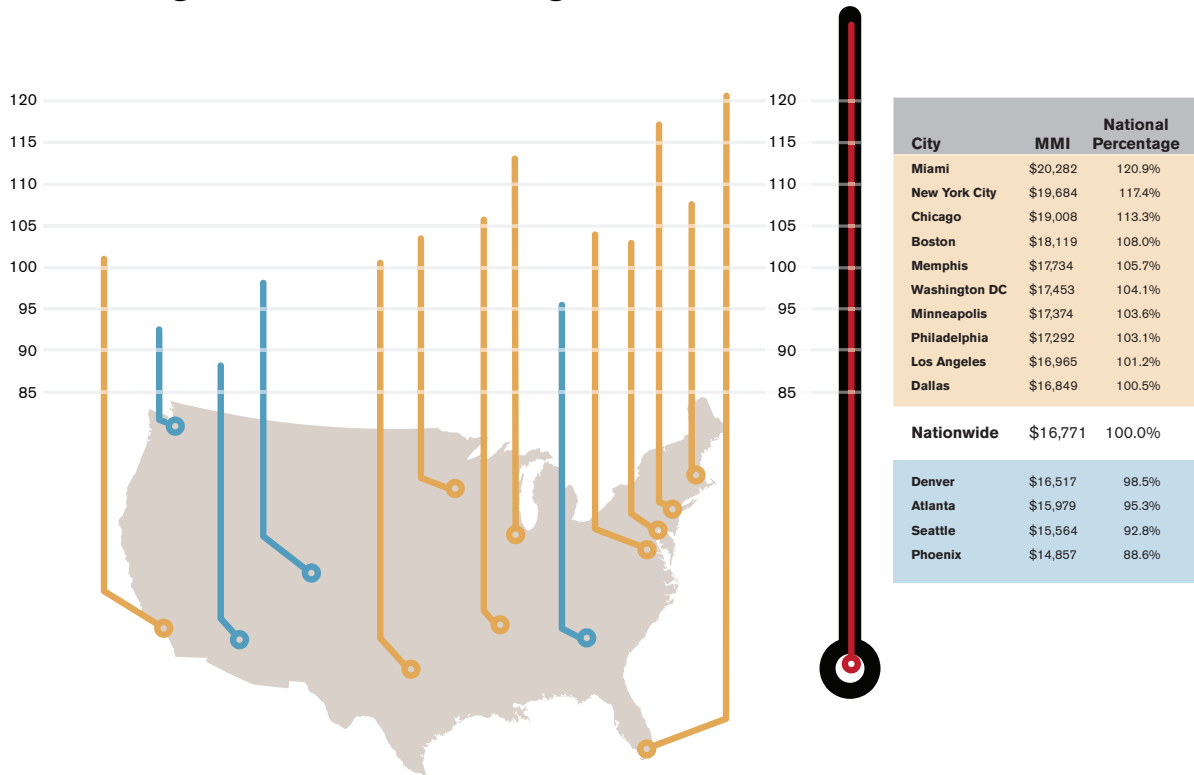 120 120
115 115
110 110
105 105
100 100
95 95
90 90
85 85
National
City MMI Percentage
Miami $20,282 120.9%
New York City $19,684 117.4%
Chicago $19,008 113.3%
Boston $18,119 108.0%
Memphis $17,734 105.7%
Washington DC $17,453 104.1%
Minneapolis $17,374 103.6%
Philadelphia $17,292 103.1%
Los Angeles $16,965 101.2%
Dallas $16,849 100.5%
Nationwide $16,771 100.0%
Denver $16,517 98.5%
Atlanta $15,979 95.3%
Seattle $15,564 92.8%
Phoenix $14,857 88.6%